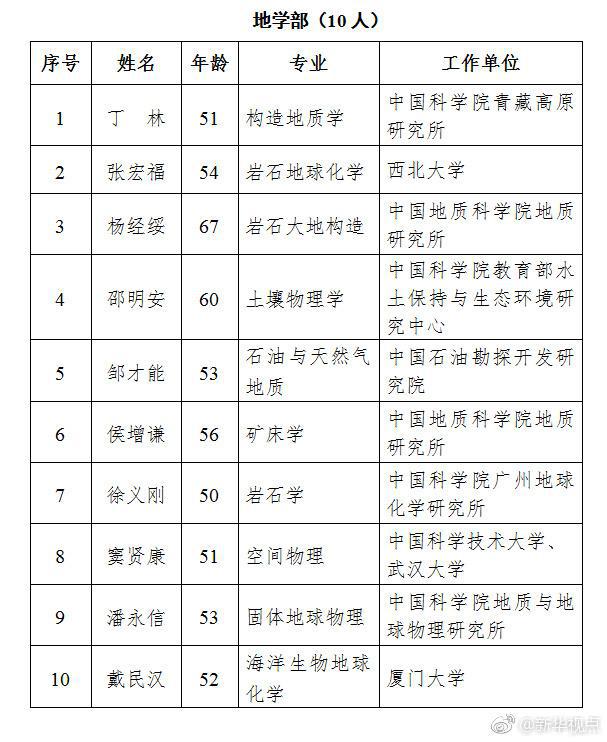 地学部（10 人）
序号 姓名 年龄 专业 工作单位
1 丁 林 51 构造地质学 中国科学院青藏高原
研究所
2 张宏福 54 岩石地球化学 西北大学
3 杨经绥 67 岩石大地构造 中国地质科学院地质
研究所
4 邵明安 60 土壤物理学 中国科学院教育部水
土保持与生态环境研
究中心
5 邹才能 53 石油与天然气
地质 中国石油勘探开发研
究院
6 侯增谦 56 矿床学 中国地质科学院地质
研究所
7 徐义刚 50 岩石学 中国科学院广州地球
化学研究所
8 窦贤康 51 空间物理 中国科学技术大学、
武汉大学
9 潘永信 53 固体地球物理 中国科学院地质与地
球物理研究所
10 戴民汉 52 海洋生物地球
化学 厦门大学
@新华视点